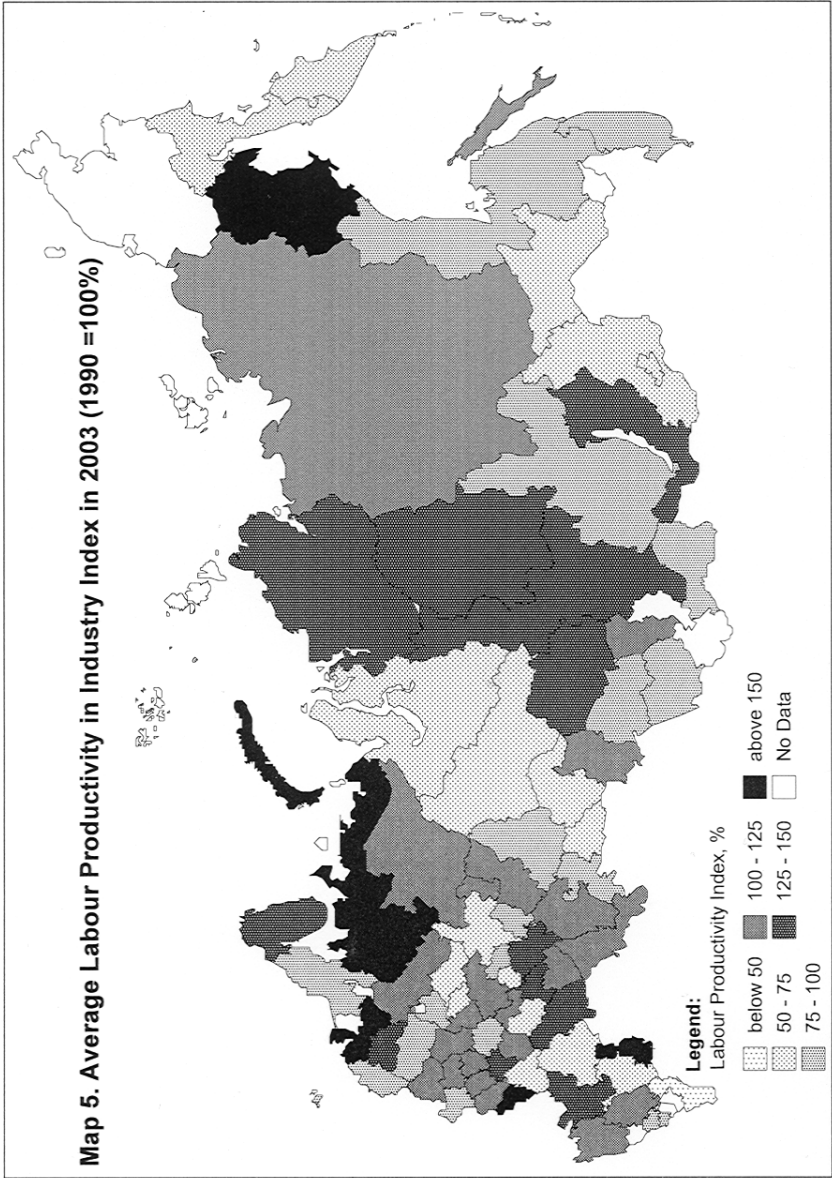 Map 5. Average Labour Productivity in Industry Index in 2003 (1990 =100%)
Legend:
Labour Productivity Index, %
below 50
50 - 75
75 - 100
100 - 125
125 - 150
above 150
No Data